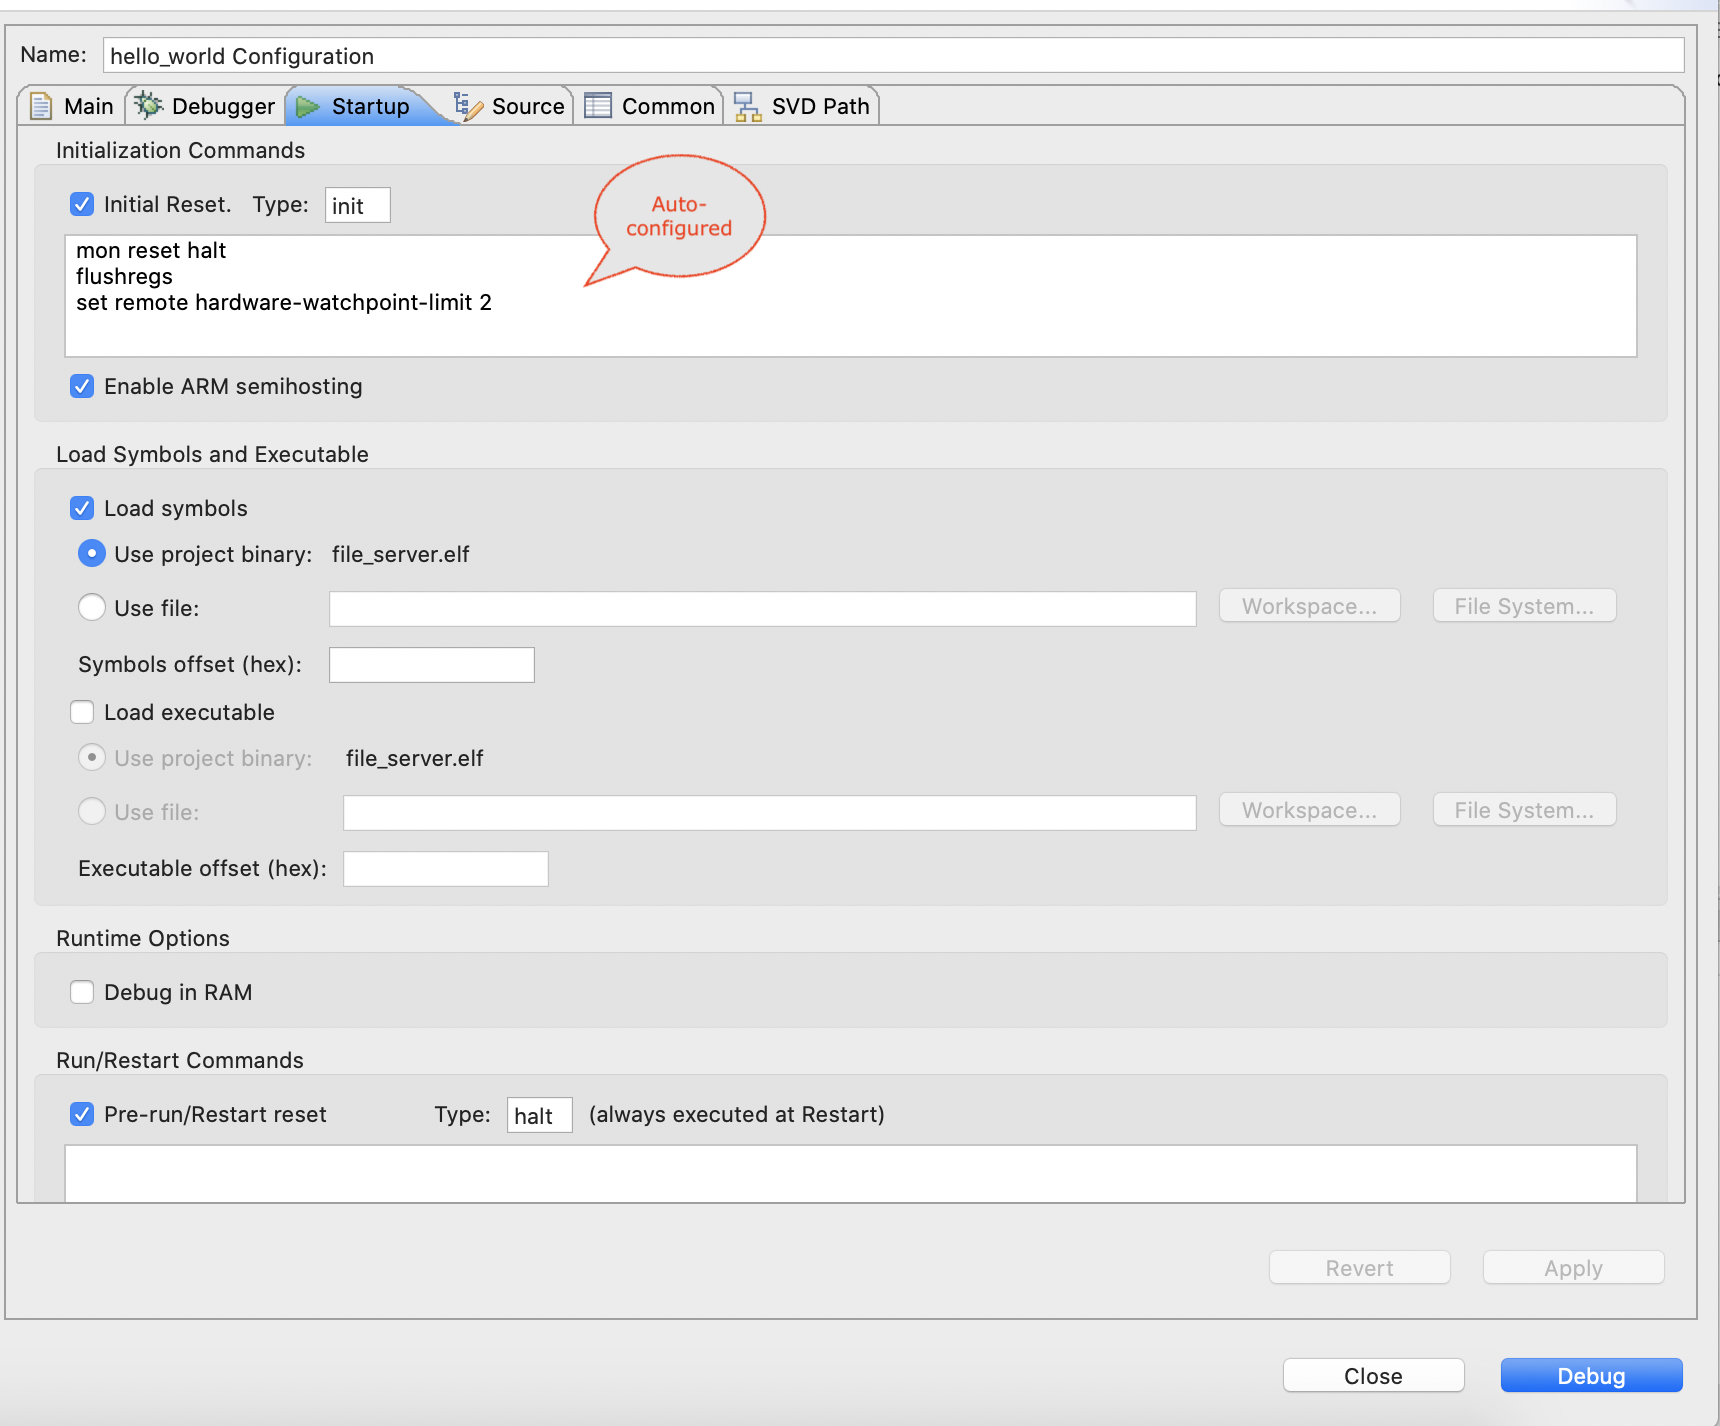 Name: hello_world Configuration
Main Debugger Startup Source Common SVD Path
Initialization Commands
Initial Reset. Type: init
Auto-
configured
mon reset halt
flushregs
set remote hardware-watchpoint-limit 2
Enable ARM semihosting
Load Symbols and Executable
Load symbols
Use project binary: file_server.elf
Use file: Workspace... File System...
Symbols offset (hex):
Load executable
Use project binary: file_server.elf
Use file: Workspace... File System...
Executable offset (hex):
Runtime Options
Debug in RAM
Run/Restart Commands
Pre-run/Restart reset Type: halt (always executed at Restart)
Revert Apply
Close Debug